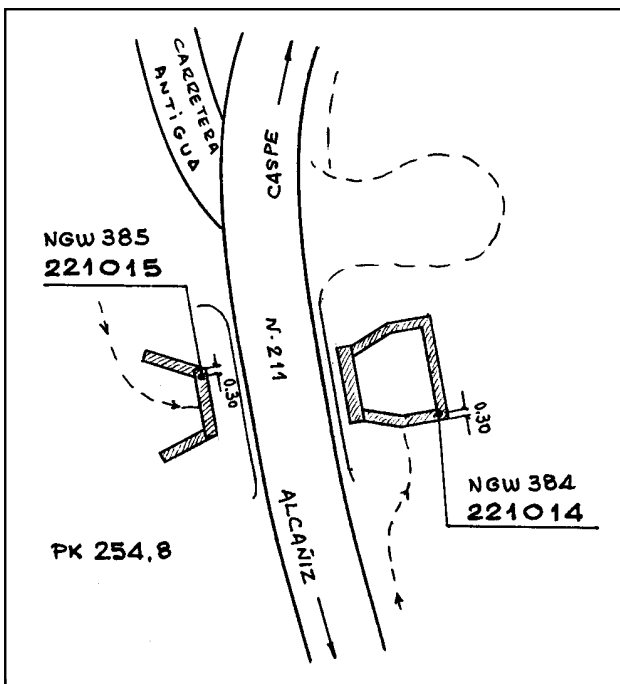 CARRETERA
ANTIGUA
CASPE
NGW 385
221015
N-211
0.30
0.30
NGW 384
221014
ALCAÑIZ
PK 254,8